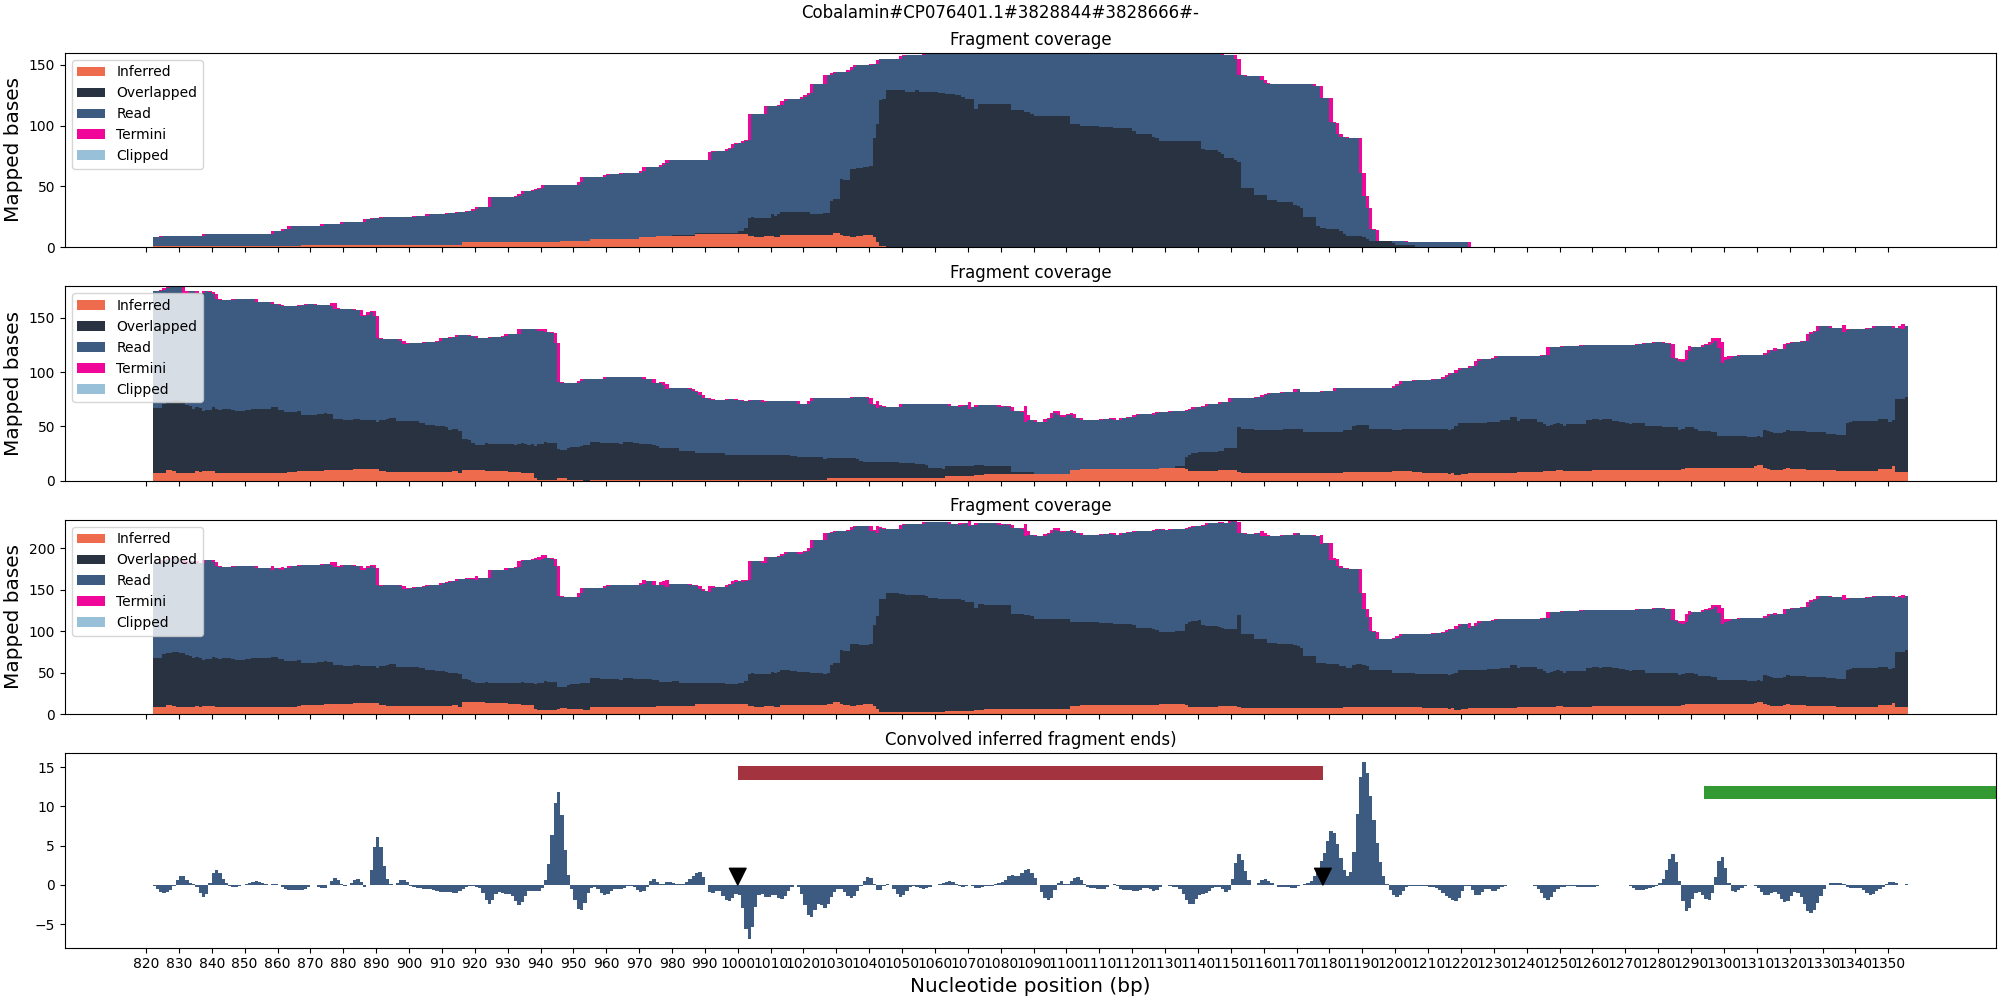 Cobalamin#CP076401.1#3828844#3828666#-
Fragment coverage
Mapped bases
150
100
50
0
Inferred
Overlapped
Read
Termini
Clipped
Fragment coverage
Mapped bases
150
100
50
0
Inferred
Overlapped
Read
Termini
Clipped
Fragment coverage
Mapped bases
200
150
100
50
0
Inferred
Overlapped
Read
Termini
Clipped
Convolved inferred fragment ends)
15
10
5
0
−5
820 830 840 850 860 870 880 890 900 910 920 930 940 950 960 970 980 990 1000 1010 1020 1030 1040 1050 1060 1070 1080 1090 1100 1110 1120 1130 1140 1150 1160 1170 1180 1190 1200 1210 1220 1230 1240 1250 1260 1270 1280 1290 1300 1310 1320 1330 1340 1350
Nucleotide position (bp)